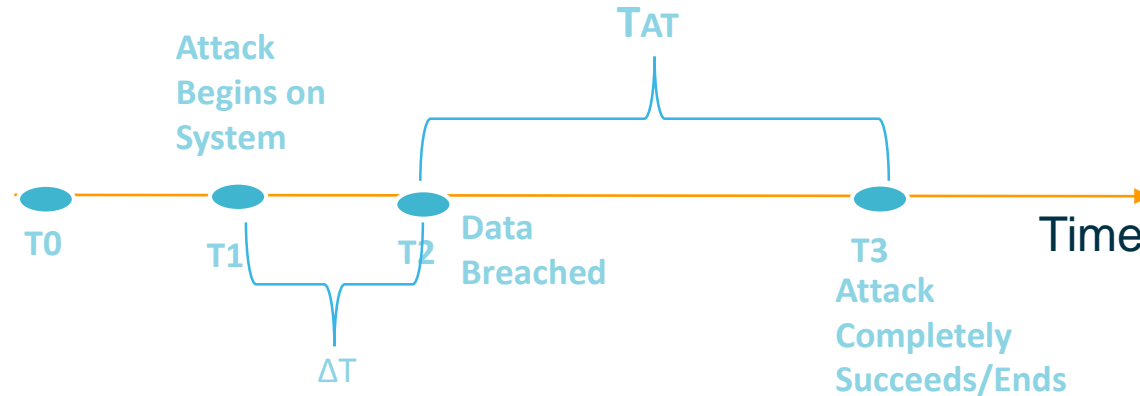 TAT
Attack
Begins on
System
T0
T1
T2
Data
Breached
T3
Time
Attack
Completely
Succeeds/Ends
ΔT